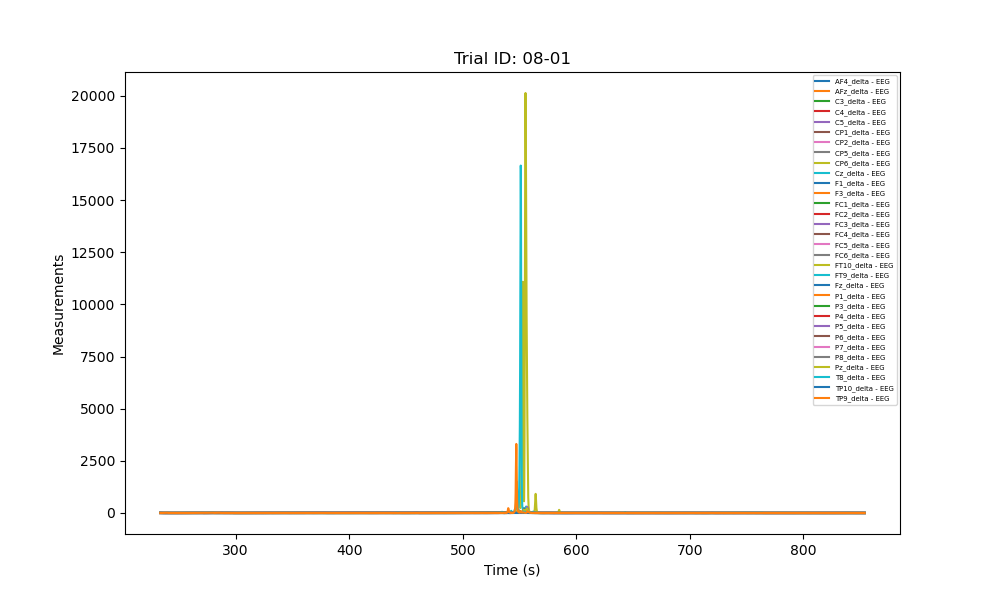 Trial ID: 08-01
20000
17500
15000
12500
10000
7500
5000
2500
0
Measurements
300
400
500
600
700
800
Time (s)
AF4_delta - EEG
AFz_delta - EEG
C3_delta - EEG
C4_delta - EEG
C5_delta - EEG
CP1_delta - EEG
CP2_delta - EEG
CP5_delta - EEG
CP6_delta - EEG
Cz_delta - EEG
F1_delta - EEG
F3_delta - EEG
FC1_delta - EEG
FC2_delta - EEG
FC3_delta - EEG
FC4_delta - EEG
FC5_delta - EEG
FC6_delta - EEG
FT10_delta - EEG
FT9_delta - EEG
Fz_delta - EEG
P1_delta - EEG
P3_delta - EEG
P4_delta - EEG
P5_delta - EEG
P6_delta - EEG
P7_delta - EEG
P8_delta - EEG
Pz_delta - EEG
T8_delta - EEG
TP10_delta - EEG
TP9_delta - EEG